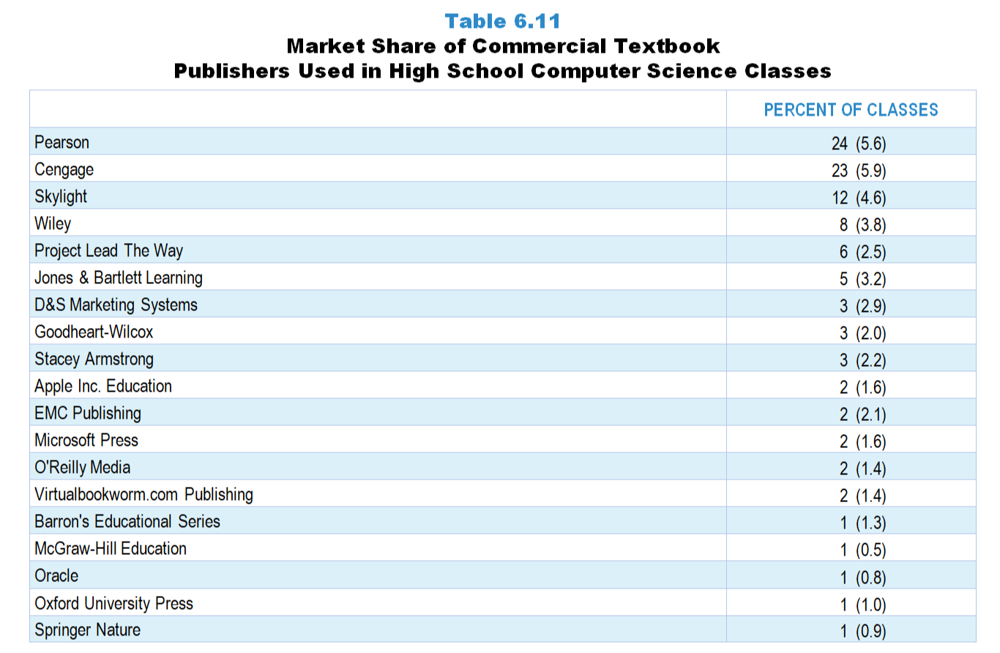 Table 6.11
Market Share of Commercial Textbook
Publishers Used in High School Computer Science Classes
PERCENT OF CLASSES
Pearson 24 (5.6)
Cengage 23 (5.9)
Skylight 12 (4.6)
Wiley 8 (3.8)
Project Lead The Way 6 (2.5)
Jones & Bartlett Learning 5 (3.2)
D&S Marketing Systems 3 (2.9)
Goodheart-Wilcox 3 (2.0)
Stacey Armstrong 3 (2.2)
Apple Inc. Education 2 (1.6)
EMC Publishing 2 (2.1)
Microsoft Press 2 (1.6)
O'Reilly Media 2 (1.4)
Virtualbookworm.com Publishing 2 (1.4)
Barron's Educational Series 1 (1.3)
McGraw-Hill Education 1 (0.5)
Oracle 1 (0.8)
Oxford University Press 1 (1.0)
Springer Nature 1 (0.9)